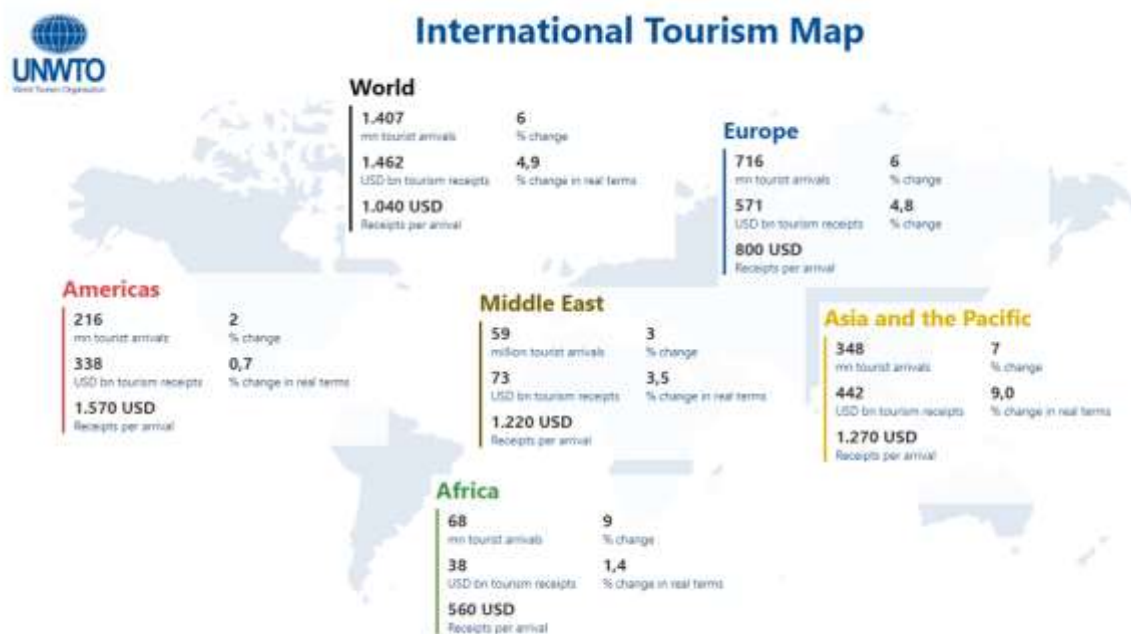 International Tourism Map
UNWTO
World Tourism Organization
World
1.407
6
mn tourist arrivals
% change
1.462
4,9
USD bn tourism receipts
% change in real terms
1.040 USD
Receipts per arrival
Europe
716
6
mn tourist arrivals
% change
571
4,8
USD bn tourism receipts
% change
800 USD
Receipts per arrival
Americas
216
2
mn tourist arrivals
% change
338
0,7
USD bn tourism receipts
% change in real terms
1.570 USD
Receipts per arrival
Middle East
59
3
million tourist arrivals
% change
73
3,5
USD bn tourism receipts
% change in real terms
1.220 USD
Receipts per arrival
Asia and the Pacific
348
7
mn tourist arrivals
% change
442
9,0
USD bn tourism receipts
% change in real terms
1.270 USD
Receipts per arrival
Africa
68
9
mn tourist arrivals
% change
38
1,4
USD bn tourism receipts
% change in real terms
560 USD
Receipts per arrival